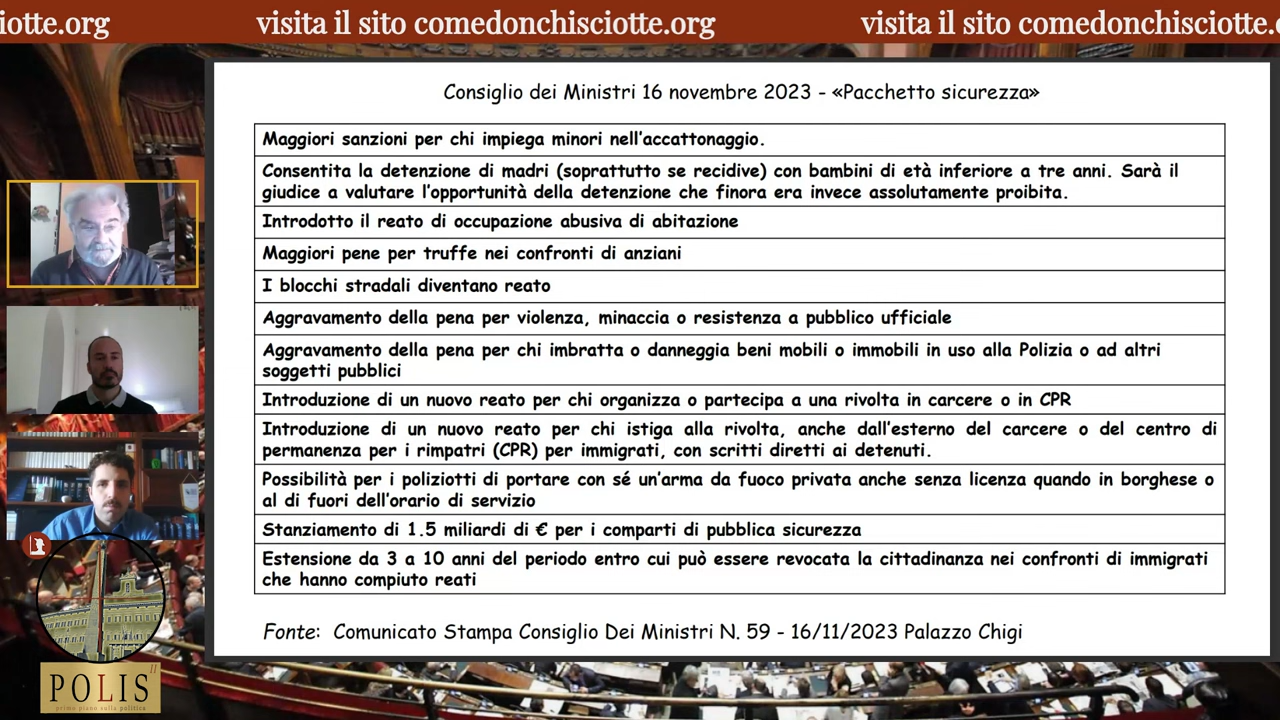 iotte.org visita il sito comedonchisciotte.org visita il sito comedonchisciotte.o
Consiglio dei Ministri 16 novembre 2023 - «Pacchetto sicurezza»
Maggiori sanzioni per chi impiega minori nell'accattonaggio.
Consentita la detenzione di madri (soprattutto se recidive) con bambini di età inferiore a tre anni. Sarà il
giudice a valutare l'opportunità della detenzione che finora era invece assolutamente proibita.
Introdotto il reato di occupazione abusiva di abitazione
Maggiori pene per truffe nei confronti di anziani
I blocchi stradali diventano reato
Aggravamento della pena per violenza, minaccia o resistenza a pubblico ufficiale
Aggravamento della pena per chi imbratta o danneggia beni mobili o immobili in uso alla Polizia o ad altri
soggetti pubblici
Introduzione di un nuovo reato per chi organizza o partecipa a una rivolta in carcere o in CPR
Introduzione di un nuovo reato per chi istiga alla rivolta, anche dall'esterno del carcere o del centro di
permanenza per i rimpatri (CPR) per immigrati, con scritti diretti ai detenuti.
Possibilità per i poliziotti di portare con sé un'arma da fuoco privata anche senza licenza quando in borghese o
al di fuori dell'orario di servizio
Stanziamento di 1.5 miliardi di € per i comparti di pubblica sicurezza
Estensione da 3 a 10 anni del periodo entro cui può essere revocata la cittadinanza nei confronti di immigrati
che hanno compiuto reati
Fonte: Comunicato Stampa Consiglio Dei Ministri N. 59 - 16/11/2023 Palazzo Chigi
POLIS"
primo piano sulla politica